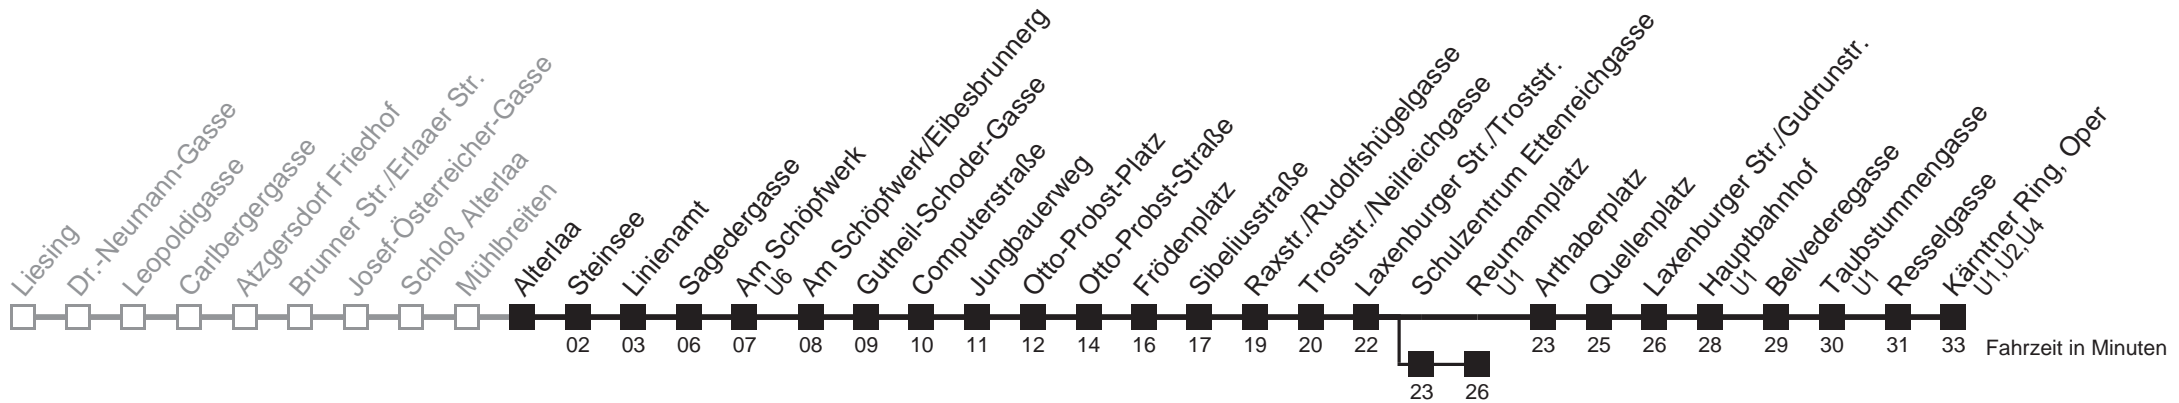 Liesing
Dr.-Neumann-Gasse
Leopoldigasse
Carlbergergasse
Atzgersdorf Friedhof
Brunner Str./Erlaaer Str.
Josef-Österreicher-Gasse
Schloß Alterlaa
Mühlbreiten
Alterlaa
Steinsee
Linienamt
Sagedergasse
Am Schöpfwerk
U6
Am Schöpfwerk/Eibesbrunnerg
Gutheil-Schoder-Gasse
Computerstraße
Jungbauerweg
Otto-Probst-Platz
Otto-Probst-Straße
Frödenplatz
Sibeliusstraße
Raxstr./Rudolfshügelgasse
Troststr./Neilreichgasse
Laxenburger Str./Troststr.
Schulzentrum Ettenreichgasse
Reumannplatz
U1
Arthaberplatz
Quellenplatz
Laxenburger Str./Gudrunstr.
Hauptbahnhof
U1
Belvederegasse
Taubstummengasse
U1
Resselgasse
Kärntner Ring, Oper
U1,U2,U4
02 03 06 07 08 09 10 11 12 14 16 17 19 20 22 23 25 26 28 29 30 31 33 Fahrzeit in Minuten
23 26